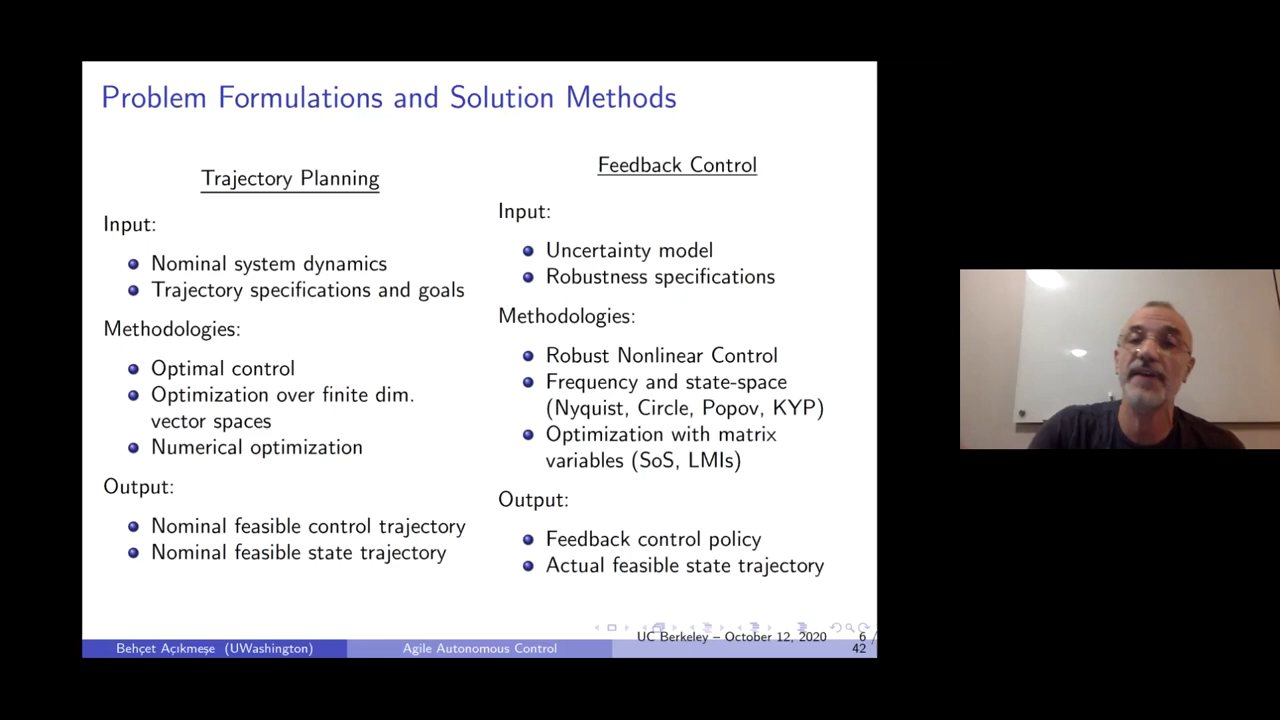 Problem Formulations and Solution Methods
Trajectory Planning
Input:
Nominal system dynamics
Trajectory specifications and goals
Methodologies:
Optimal control
Optimization over finite dim.
vector spaces
Numerical optimization
Output:
Nominal feasible control trajectory
Nominal feasible state trajectory
Feedback Control
Input:
Uncertainty model
Robustness specifications
Methodologies:
Robust Nonlinear Control
Frequency and state-space
(Nyquist, Circle, Popov, KYP)
Optimization with matrix
variables (SoS, LMIs)
Output:
Feedback control policy
Actual feasible state trajectory
Behçet Açıkmeşe (UWashington)
Agile Autonomous Control
UC Berkeley – October 12, 2020
6 /
42